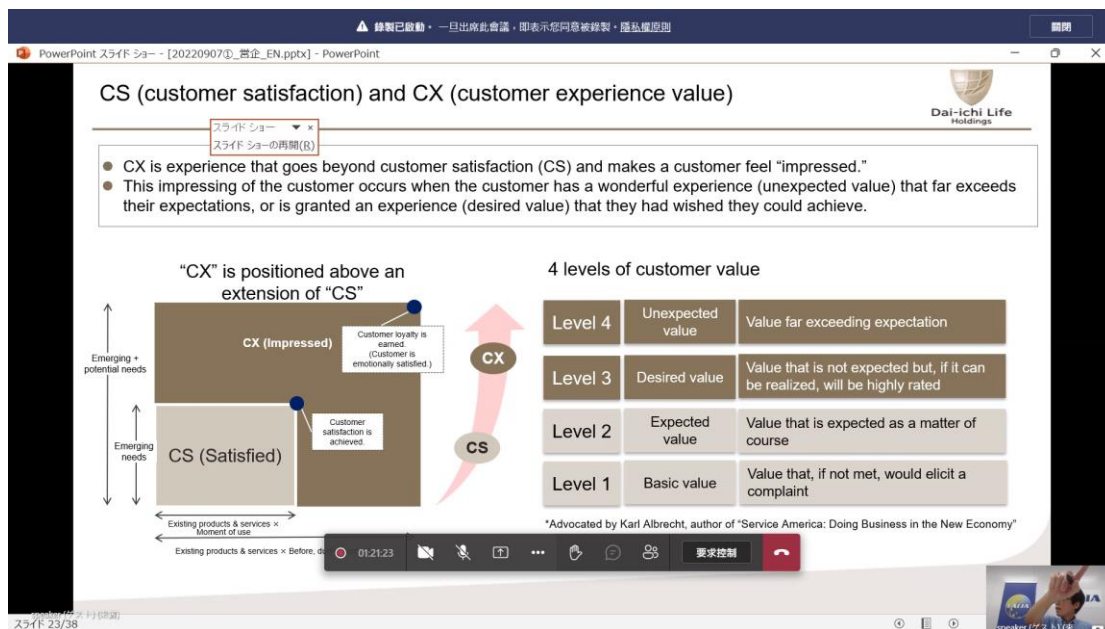 錄製已啟動。 一旦出席此會議，即表示您同意被錄製。隱私權原則
關閉
PowerPoint スライド ショー - [20220907①_営企_EN.pptx] - PowerPoint
CS (customer satisfaction) and CX (customer experience value)
Dai-ichi Life
Holdings
スライド ショー
スライド ショーの再開(R)
● CX is experience that goes beyond customer satisfaction (CS) and makes a customer feel “impressed.”
● This impressing of the customer occurs when the customer has a wonderful experience (unexpected value) that far exceeds
their expectations, or is granted an experience (desired value) that they had wished they could achieve.
“CX” is positioned above an
extension of “CS”
Emerging +
potential needs
Emerging
needs
CX (Impressed)
Customer loyalty is
earned.
(Customer is
emotionally satisfied.)
Customer
satisfaction is
achieved.
CS (Satisfied)
Existing products & services ×
Moment of use
Existing products & services × Before, du
CX
CS
4 levels of customer value
Level 4
Unexpected
value
Value far exceeding expectation
Level 3
Desired value
Value that is not expected but, if it can
be realized, will be highly rated
Level 2
Expected
value
Value that is expected as a matter of
course
Level 1
Basic value
Value that, if not met, would elicit a
complaint
*Advocated by Karl Albrecht, author of “Service America: Doing Business in the New Economy”
01:21:23
要求控制
スライド 23/38
speaker (ゲスト)